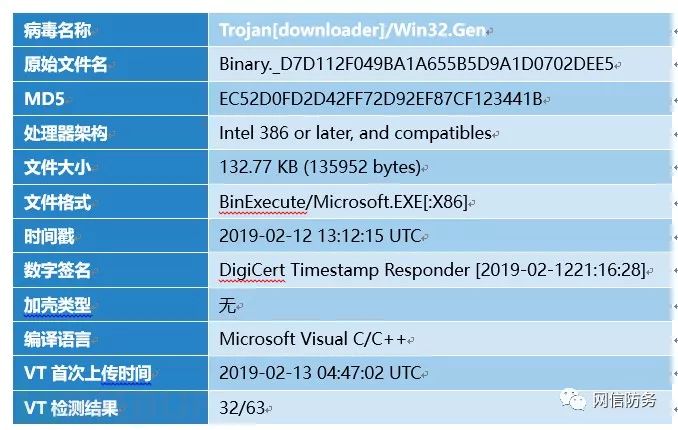 病毒名称 Trojan[downloader]/Win32.Gen
原始文件名 Binary._D7D112F049BA1A655B5D9A1D0702DEE5
MD5 EC52D0FD2D42FF72D92EF87CF123441B
处理器架构 Intel 386 or later, and compatibles
文件大小 132.77 KB (135952 bytes)
文件格式 BinExecute/Microsoft.EXE[:X86]
时间戳 2019-02-12 13:12:15 UTC
数字签名 DigiCert Timestamp Responder [2019-02-1221:16:28]
加壳类型 无
编译语言 Microsoft Visual C/C++
VT 首次上传时间 2019-02-13 04:47:02 UTC
VT 检测结果 32/63
网信防务